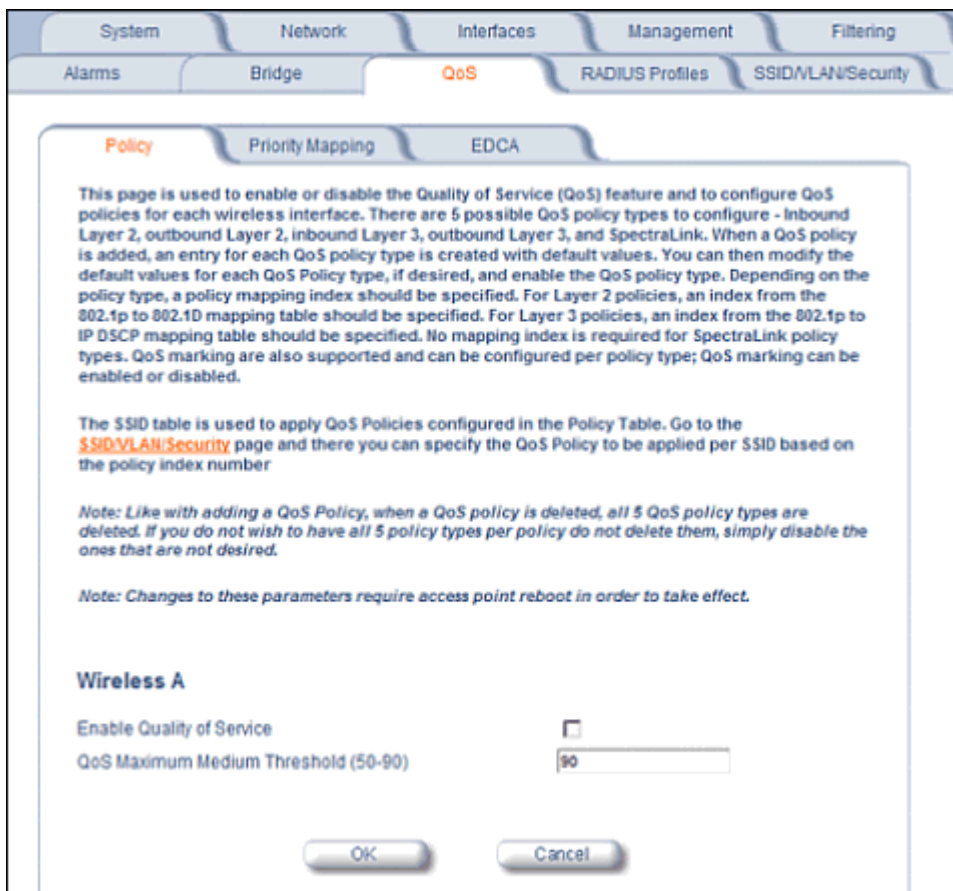 System Network Interfaces Management Filtering
Alarms Bridge QoS RADIUS Profiles SSID/VLAN/Security
Policy Priority Mapping EDCA
This page is used to enable or disable the Quality of Service (QoS) feature and to configure QoS
policies for each wireless interface. There are 5 possible QoS policy types to configure - Inbound
Layer 2, outbound Layer 2, inbound Layer 3, outbound Layer 3, and SpectraLink. When a QoS policy
is added, an entry for each QoS policy type is created with default values. You can then modify the
default values for each QoS Policy type, if desired, and enable the QoS policy type. Depending on the
policy type, a policy mapping index should be specified. For Layer 2 policies, an index from the
802.1p to 802.1D mapping table should be specified. For Layer 3 policies, an index from the 802.1p to
IP DSCP mapping table should be specified. No mapping index is required for SpectraLink policy
types. QoS marking are also supported and can be configured per policy type; QoS marking can be
enabled or disabled.
The SSID table is used to apply QoS Policies configured in the Policy Table. Go to the
SSID/VLAN/Security page and there you can specify the QoS Policy to be applied per SSID based on
the policy index number
Note: Like with adding a QoS Policy, when a QoS policy is deleted, all 5 QoS policy types are
deleted. If you do not wish to have all 5 policy types per policy do not delete them, simply disable the
ones that are not desired.
Note: Changes to these parameters require access point reboot in order to take effect.
Wireless A
Enable Quality of Service
QoS Maximum Medium Threshold (50-90) 90
OK Cancel